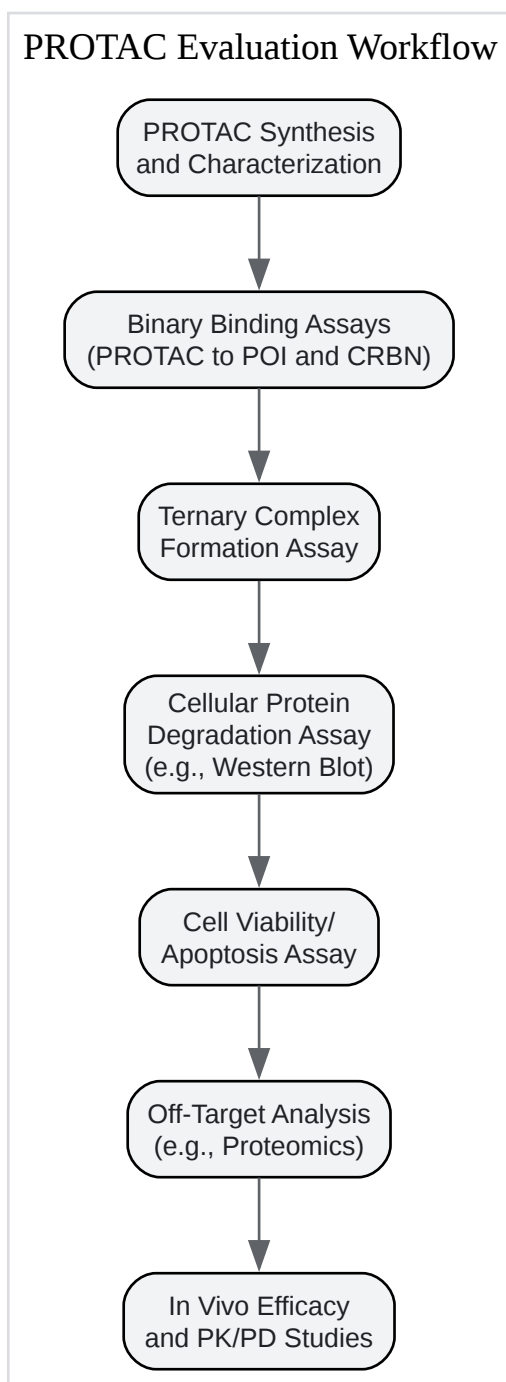 PROTAC Evaluation Workflow
PROTAC Synthesis
and Characterization
Binary Binding Assays
(PROTAC to POI and CRBN)
Ternary Complex
Formation Assay
Cellular Protein
Degradation Assay
(e.g., Western Blot)
Cell Viability/
Apoptosis Assay
Off-Target Analysis
(e.g., Proteomics)
In Vivo Efficacy
and PK/PD Studies